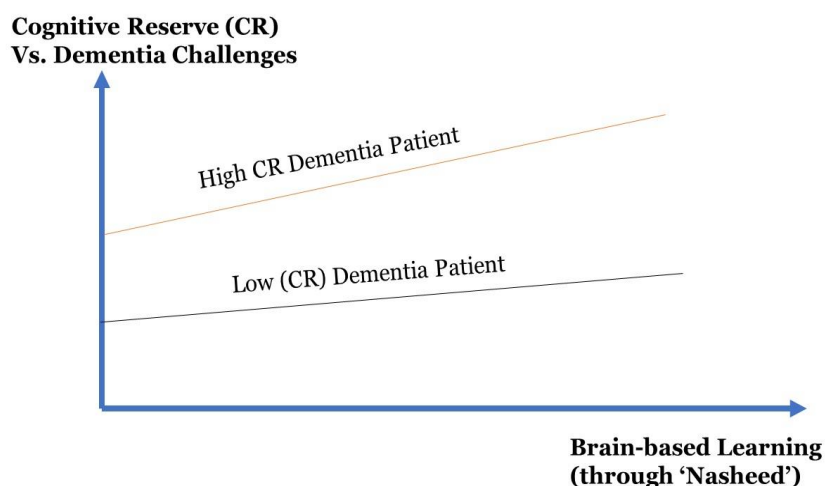 Cognitive Reserve (CR)
Vs. Dementia Challenges
High CR Dementia Patient
Low (CR) Dementia Patient
Brain-based Learning
(through ‘Nasheed’)